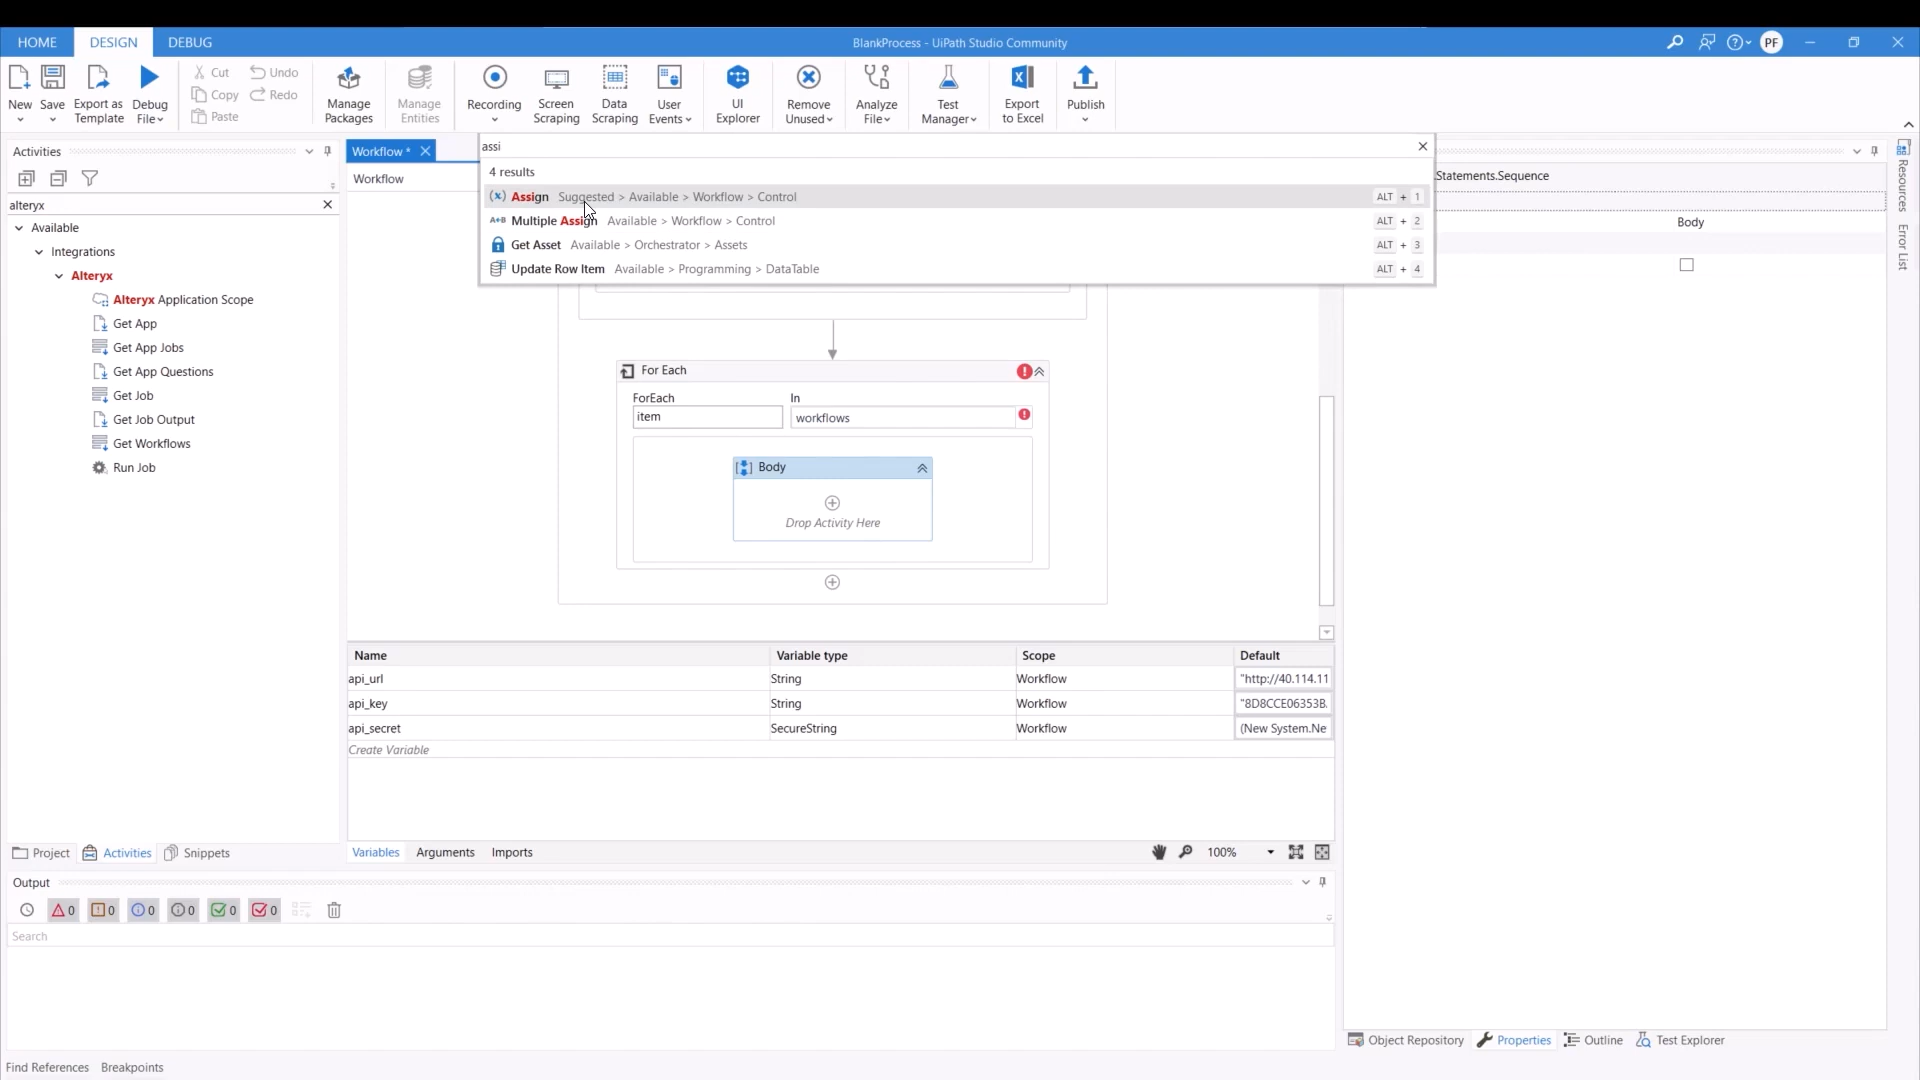 HOME DESIGN DEBUG BlankProcess - UiPath Studio Community PF
New Save Export as Template Debug File Cut Copy Paste Undo Redo Manage Packages Manage Entities Recording Screen Scraping Data Scraping User Events UI Explorer Remove Unused Analyze File Test Manager Export to Excel Publish
Activities
alteryx
Available
Integrations
Alteryx
Alteryx Application Scope
Get App
Get App Jobs
Get App Questions
Get Job
Get Job Output
Get Workflows
Run Job
Project Activities Snippets
Workflow *
Workflow
assi
4 results
Assign Suggested > Available > Workflow > Control ALT + 1
Multiple Assign Available > Workflow > Control ALT + 2
Get Asset Available > Orchestrator > Assets ALT + 3
Update Row Item Available > Programming > DataTable ALT + 4
For Each
ForEach In
item workflows
Body
Drop Activity Here
Name Variable type Scope Default
api_url String Workflow "http://40.114.11
api_key String Workflow "8D8CCE06353B.
api_secret SecureString Workflow (New System.Ne
Create Variable
Variables Arguments Imports 100%
Statements.Sequence
Body
Resources
Error List
Output
0 0 0 0 0 0
Search
Object Repository Properties Outline Test Explorer
Find References Breakpoints